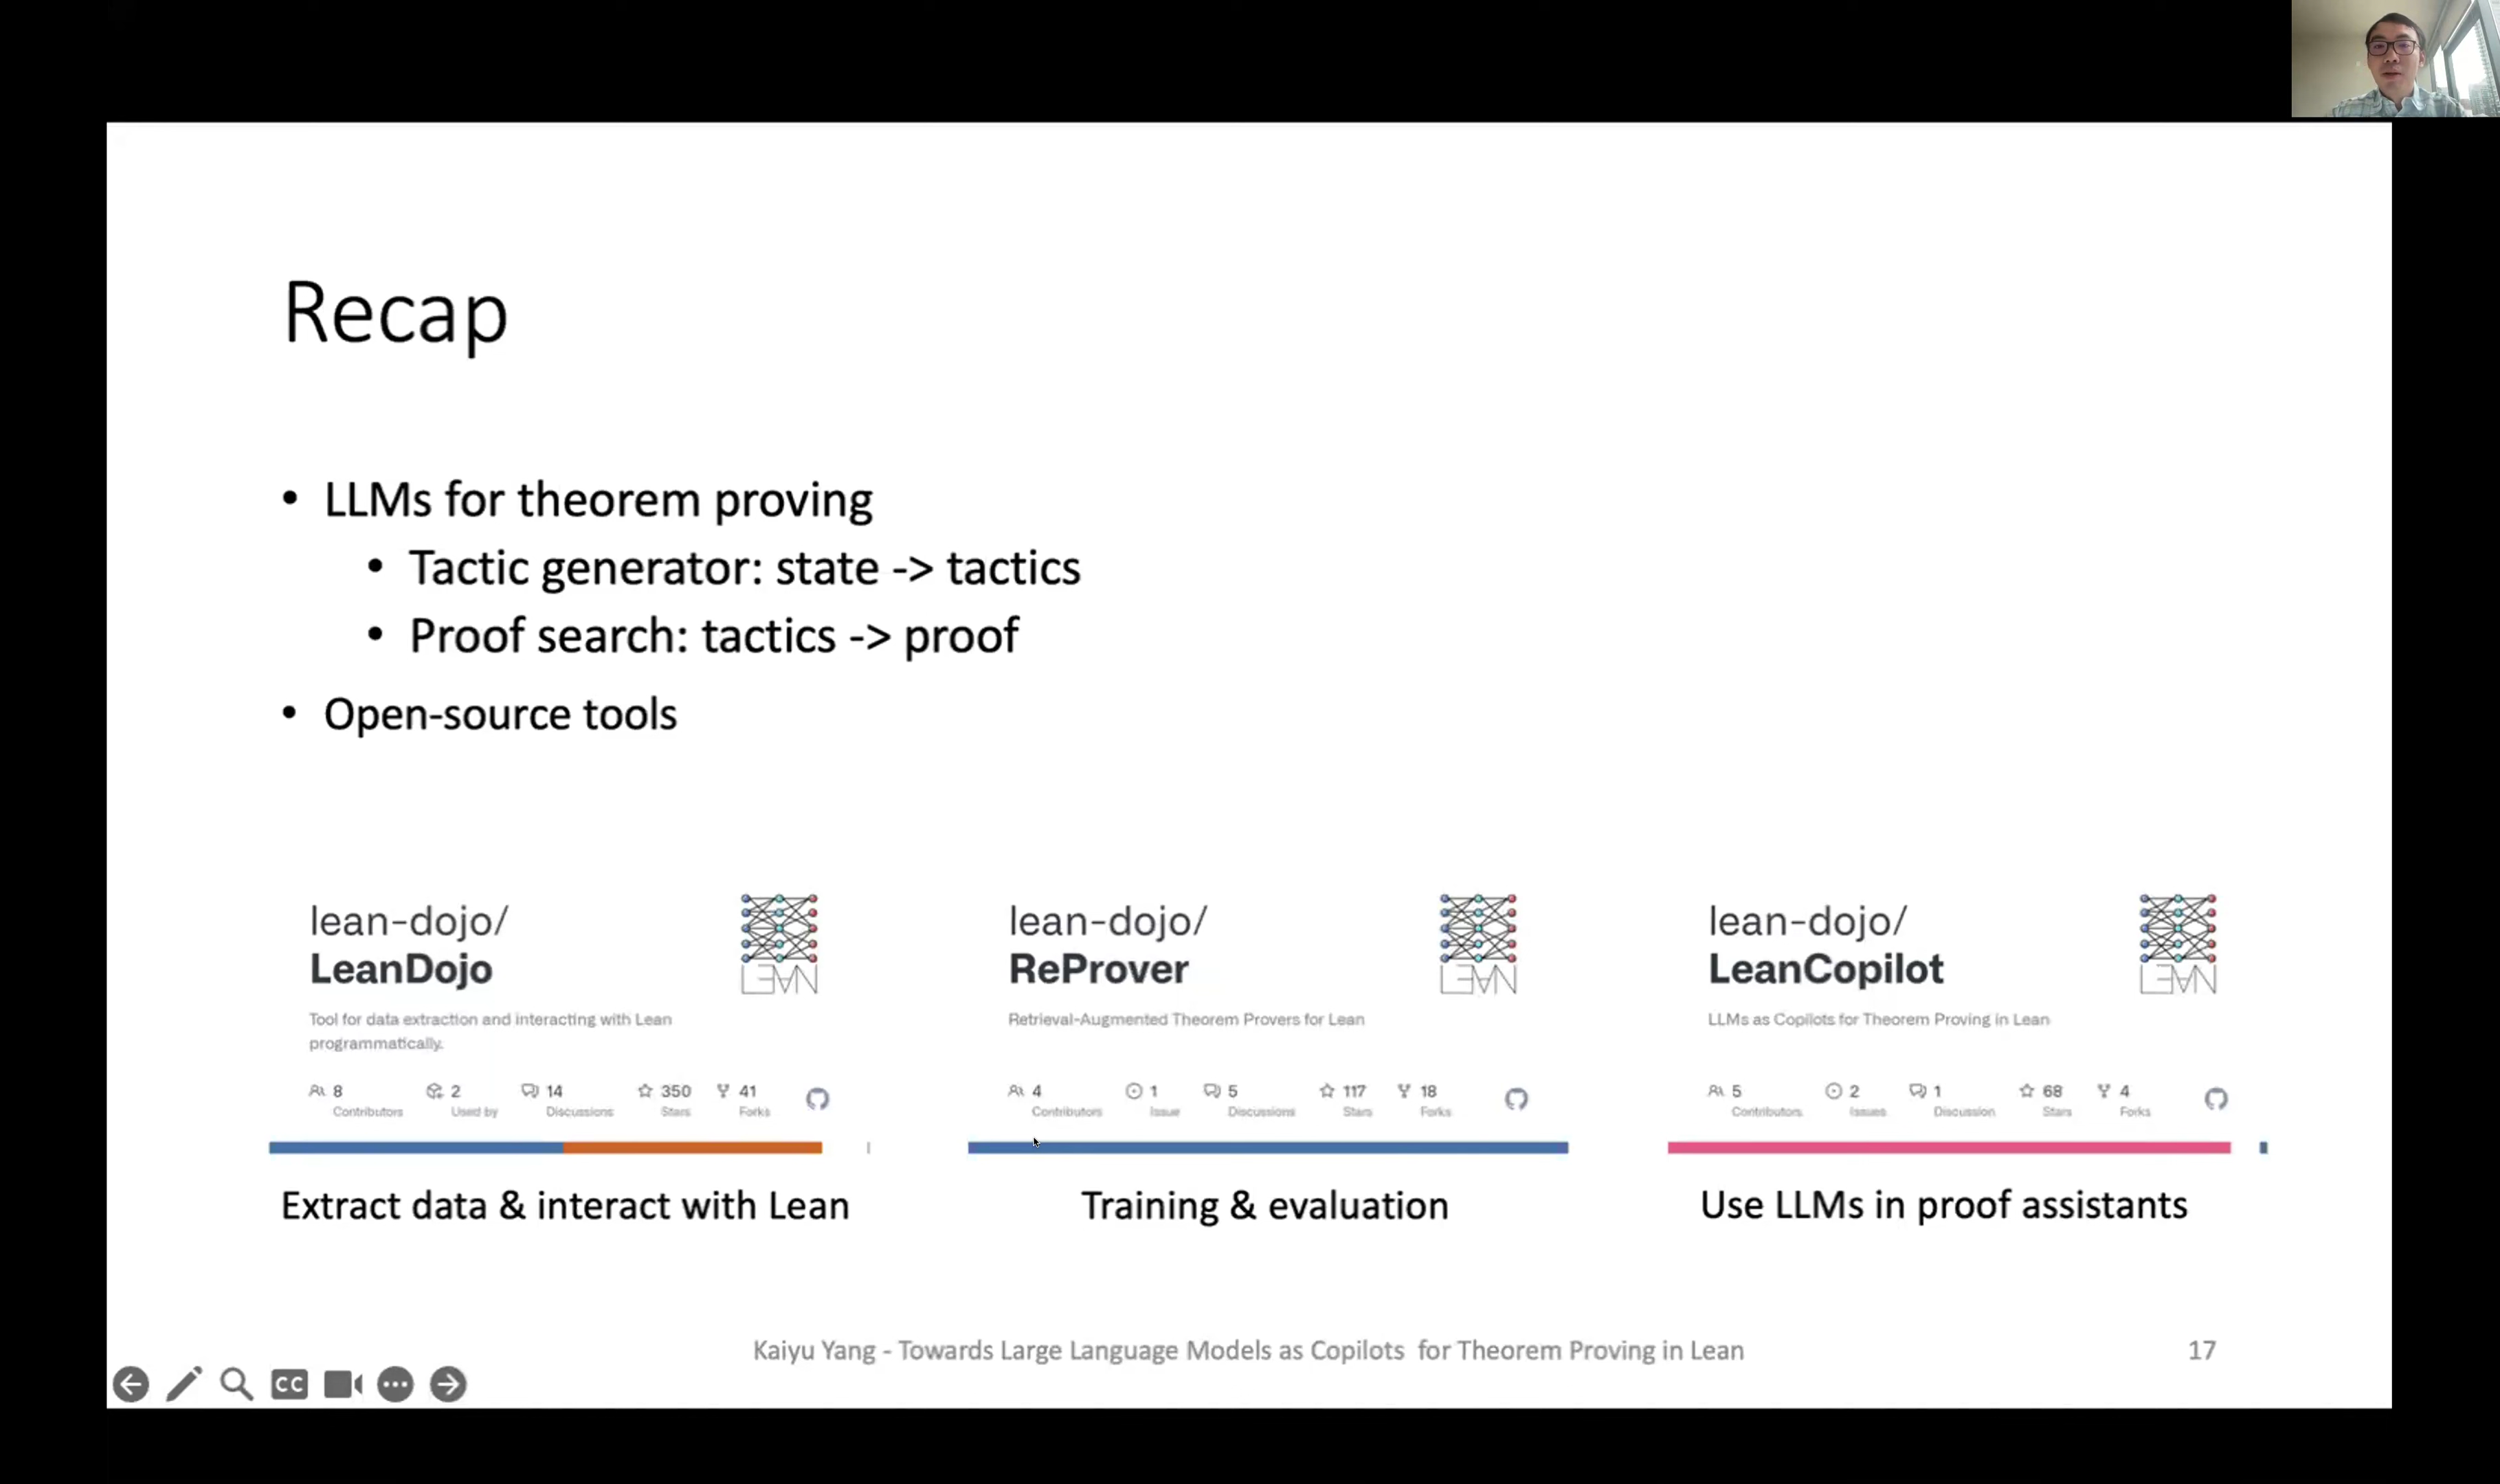 Recap
• LLMs for theorem proving
• Tactic generator: state -> tactics
• Proof search: tactics -> proof
• Open-source tools
lean-dojo/
LeanDojo
Tool for data extraction and interacting with Lean
programmatically.
8 2 14 350 41
Contributors Used by Discussions Stars Forks
Extract data & interact with Lean
lean-dojo/
ReProver
Retrieval-Augmented Theorem Provers for Lean
4 1 5 117 18
Contributors Issue Discussions Stars Forks
Training & evaluation
lean-dojo/
LeanCopilot
LLMs as Copilots for Theorem Proving in Lean
5 2 1 68 4
Contributors Issues Discussion Stars Forks
Use LLMs in proof assistants
L∃∀N
L∃∀N
L∃∀N
Kaiyu Yang - Towards Large Language Models as Copilots for Theorem Proving in Lean
17
CC